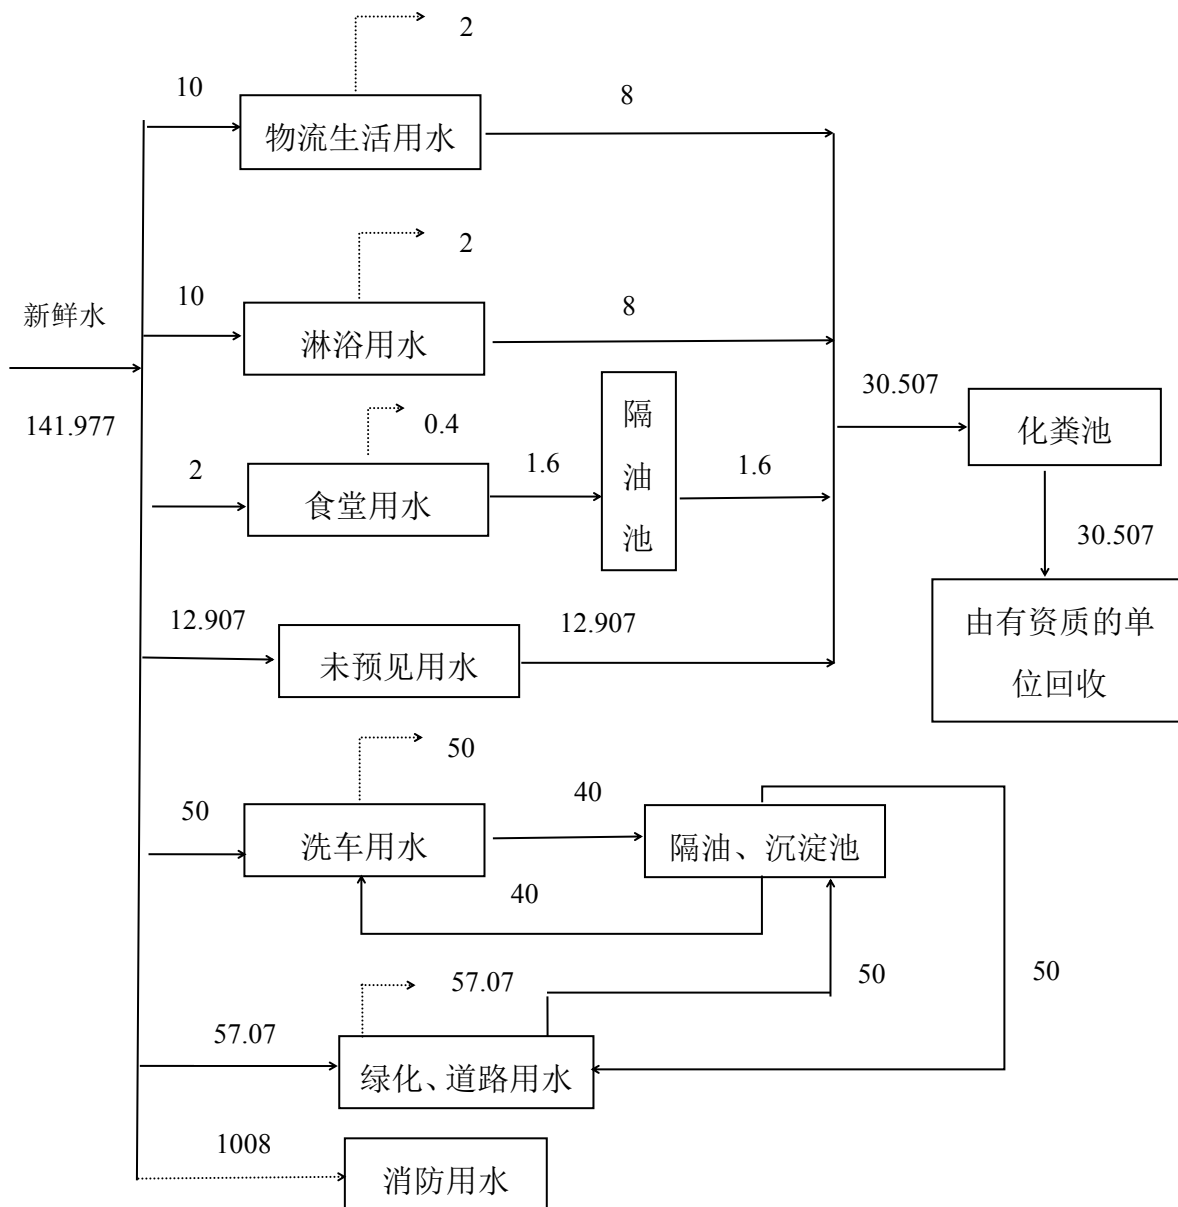 2
10
8
物流生活用水
2
10
8
新鲜水
淋浴用水
141.977
0.4
隔
油
池
30.507
化粪池
2
1.6
1.6
食堂用水
30.507
12.907
12.907
未预见用水
由有资质的单
位回收
50
50
40
洗车用水
隔油、沉淀池
40
57.07
50
50
57.07
绿化、道路用水
1008
消防用水